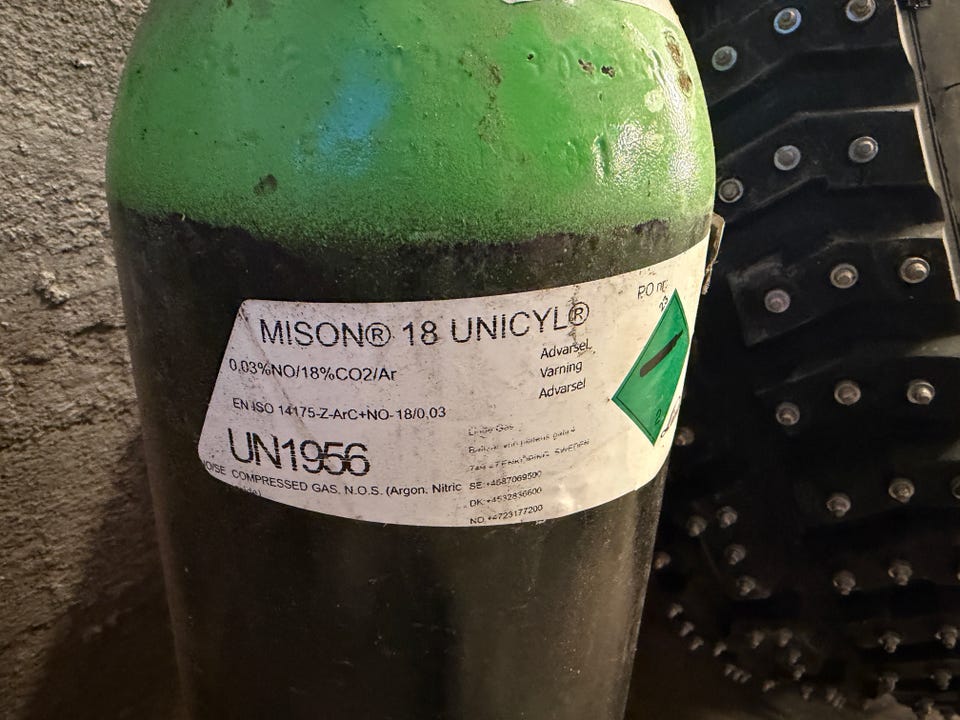 MISON® 18 UNICYL®
0,03%NO/18%CO2/Ar
EN ISO 14175-Z-ArC+NO-18/0,03
UN1956
COMPRESSED GAS, N.O.S. (Argon, Nitric
Advarsel
Varning
Advarsel
Linde Gas
SWEDEN
SE:+4687069500
DK:+4532836600
NO:+4723177200
P.O nr.
2